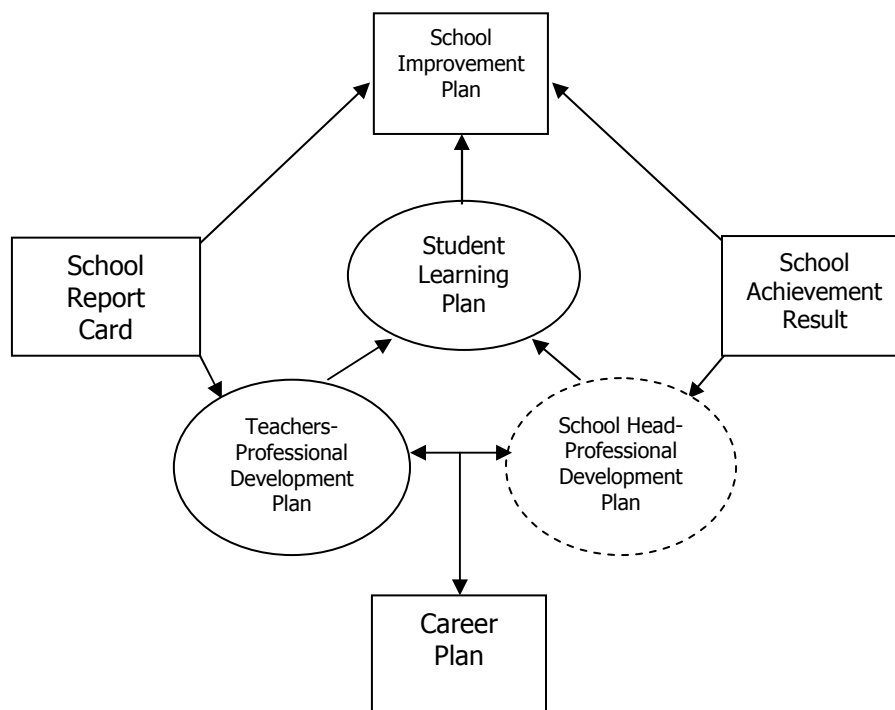 School
Improvement
Plan
Student
Learning
Plan
School
Report
Card
School
Achievement
Result
Teachers-
Professional
Development
Plan
School Head-
Professional
Development
Plan
Career
Plan